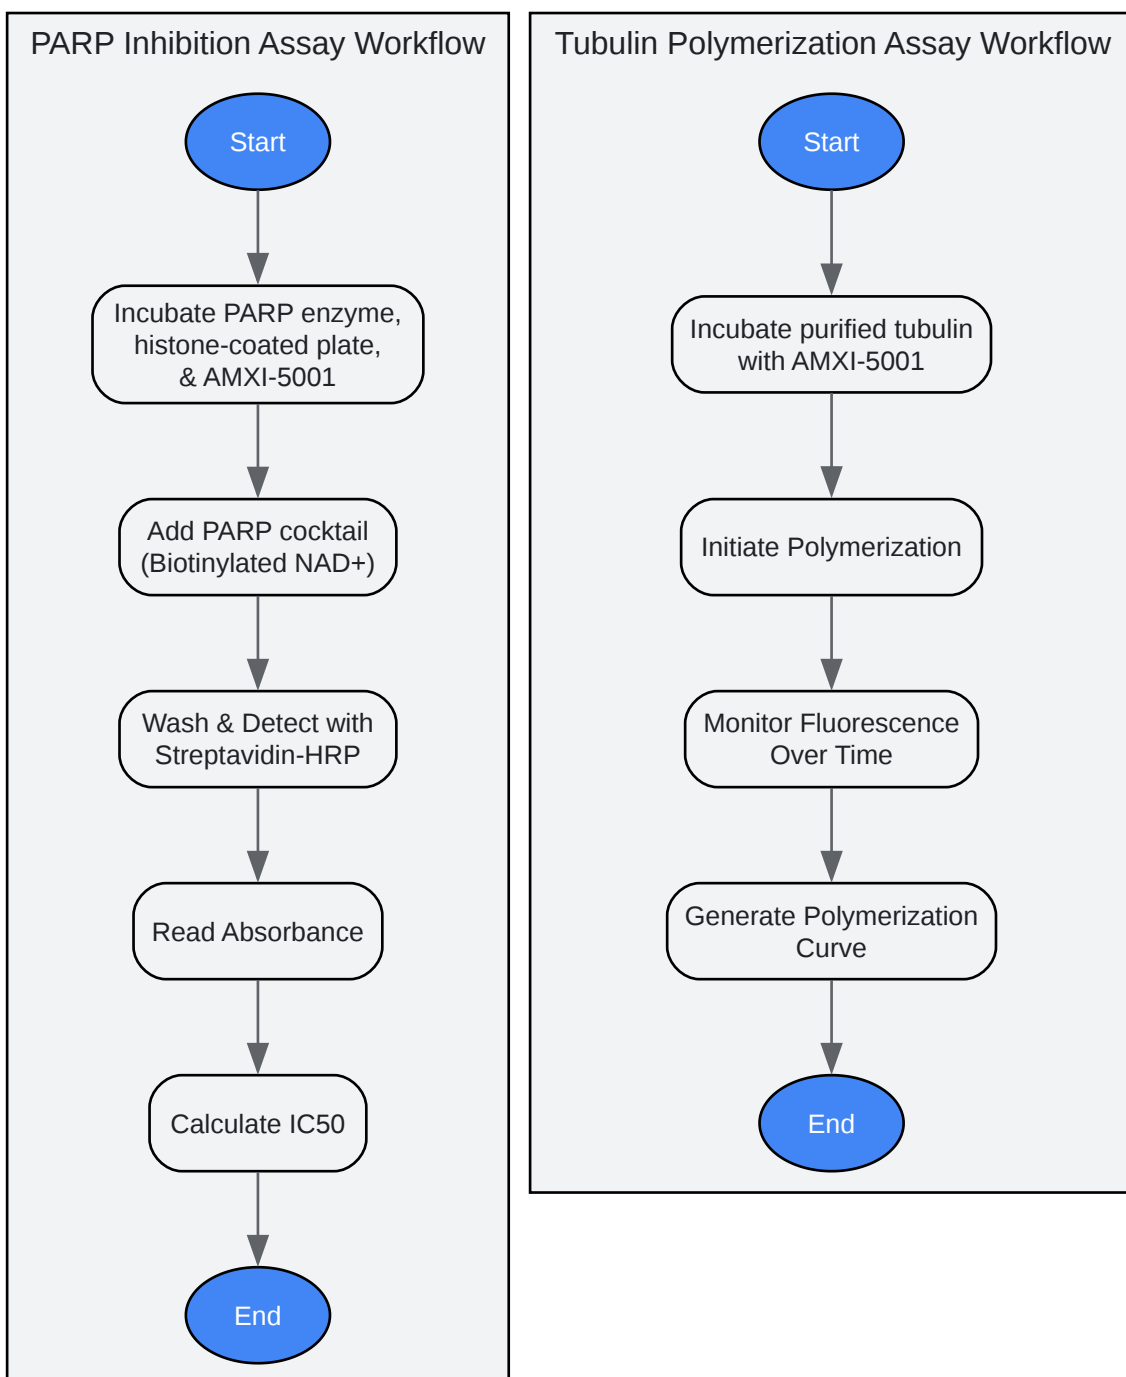 PARP Inhibition Assay Workflow
Start
Incubate PARP enzyme,
histone-coated plate,
& AMXI-5001
Add PARP cocktail
(Biotinylated NAD+)
Wash & Detect with
Streptavidin-HRP
Read Absorbance
Calculate IC50
End
Tubulin Polymerization Assay Workflow
Start
Incubate purified tubulin
with AMXI-5001
Initiate Polymerization
Monitor Fluorescence
Over Time
Generate Polymerization
Curve
End